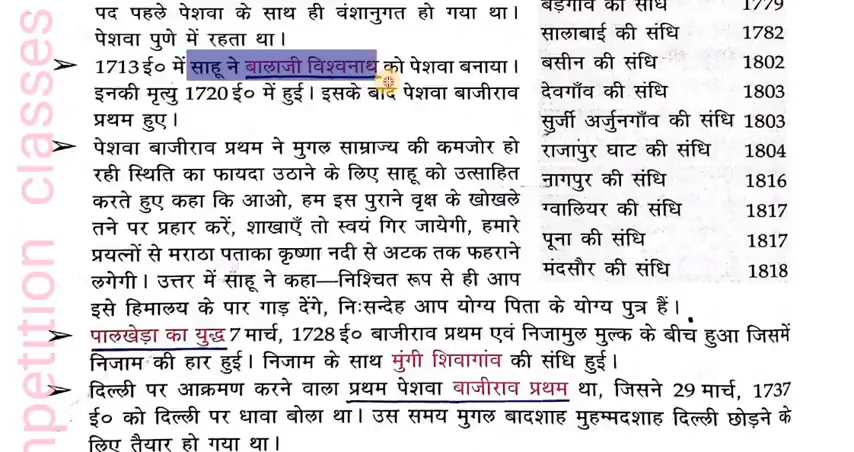 पद पहले पेशवा के साथ ही वंशानुगत हो गया था।
पेशवा पुणे में रहता था।
➢ 1713 ई० में साहू ने बालाजी विश्वनाथ को पेशवा बनाया।
इनकी मृत्यु 1720 ई० में हुई। इसके बाद पेशवा बाजीराव
प्रथम हुए।
➢ पेशवा बाजीराव प्रथम ने मुगल साम्राज्य की कमजोर हो
रही स्थिति का फायदा उठाने के लिए साहू को उत्साहित
करते हुए कहा कि आओ, हम इस पुराने वृक्ष के खोखले
तने पर प्रहार करें, शाखाएँ तो स्वयं गिर जायेगी, हमारे
प्रयत्नों से मराठा पताका कृष्णा नदी से अटक तक फहराने
लगेगी। उत्तर में साहू ने कहा—निश्चित रूप से ही आप
इसे हिमालय के पार गाड़ देंगे, निःसन्देह आप योग्य पिता के योग्य पुत्र हैं।
➢ पालखेड़ा का युद्ध 7 मार्च, 1728 ई० बाजीराव प्रथम एवं निजामुल मुल्क के बीच हुआ जिसमें
निजाम की हार हुई। निजाम के साथ मुंगी शिवागांव की संधि हुई।
➢ दिल्ली पर आक्रमण करने वाला प्रथम पेशवा बाजीराव प्रथम था, जिसने 29 मार्च, 1737
ई० को दिल्ली पर धावा बोला था। उस समय मुगल बादशाह मुहम्मदशाह दिल्ली छोड़ने के
लिए तैयार हो गया था।
बड़गाँव की संधि 1779
सालाबाई की संधि 1782
बसीन की संधि 1802
देवगाँव की संधि 1803
सुर्जी अर्जुनगाँव की संधि 1803
राजापुर घाट की संधि 1804
नागपुर की संधि 1816
ग्वालियर की संधि 1817
पूना की संधि 1817
मंदसौर की संधि 1818
mpetition classes